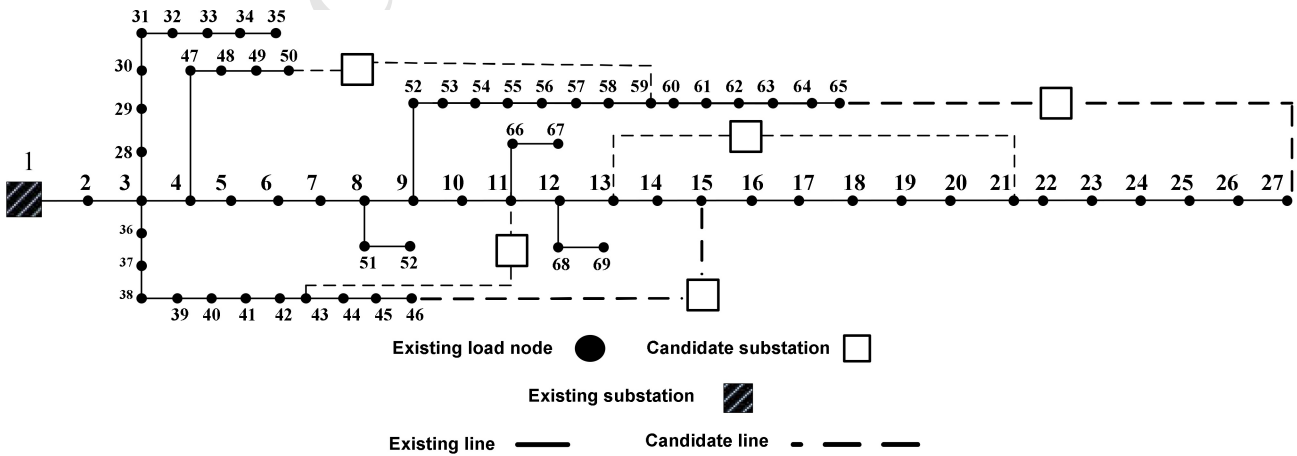 31 32 33 34 35
47 48 49 50
30
52 53 54 55 56 57 58 59 60 61 62 63 64 65
29
66 67
28
1
2 3 4 5 6 7 8 9 10 11 12 13 14 15 16 17 18 19 20 21 22 23 24 25 26 27
36
51 52
68 69
37
38
39 40 41 42 43 44 45 46
Existing load node
Candidate substation
Existing substation
Existing line
Candidate line